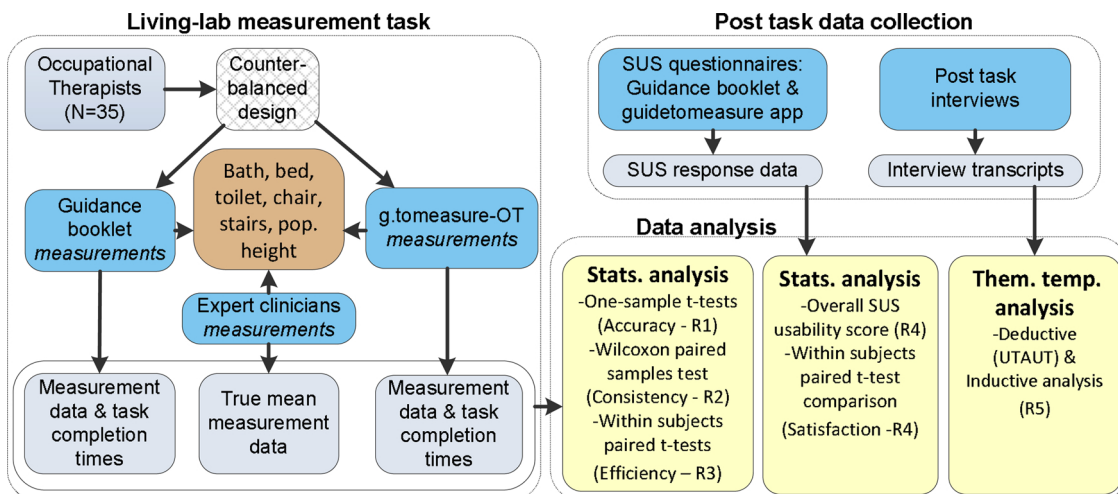 Living-lab measurement task
Occupational
Therapists
(N=35)
Counter-
balanced
design
Guidance
booklet
measurements
Bath, bed,
toilet, chair,
stairs, pop.
height
g.tomeasure-OT
measurements
Expert clinicians
measurements
Measurement
data & task
completion
times
True mean
measurement
data
Measurement
data & task
completion
times
Post task data collection
SUS questionnaires:
Guidance booklet &
guidetomeasure app
Post task
interviews
SUS response data
Interview transcripts
Data analysis
Stats. analysis
-One-sample t-tests
(Accuracy - R1)
-Wilcoxon paired
samples test
(Consistency - R2)
-Within subjects
paired t-tests
(Efficiency – R3)
Stats. analysis
-Overall SUS
usability score (R4)
-Within subjects
paired t-test
comparison
(Satisfaction -R4)
Them. temp.
analysis
-Deductive
(UTAUT) &
Inductive analysis
(R5)